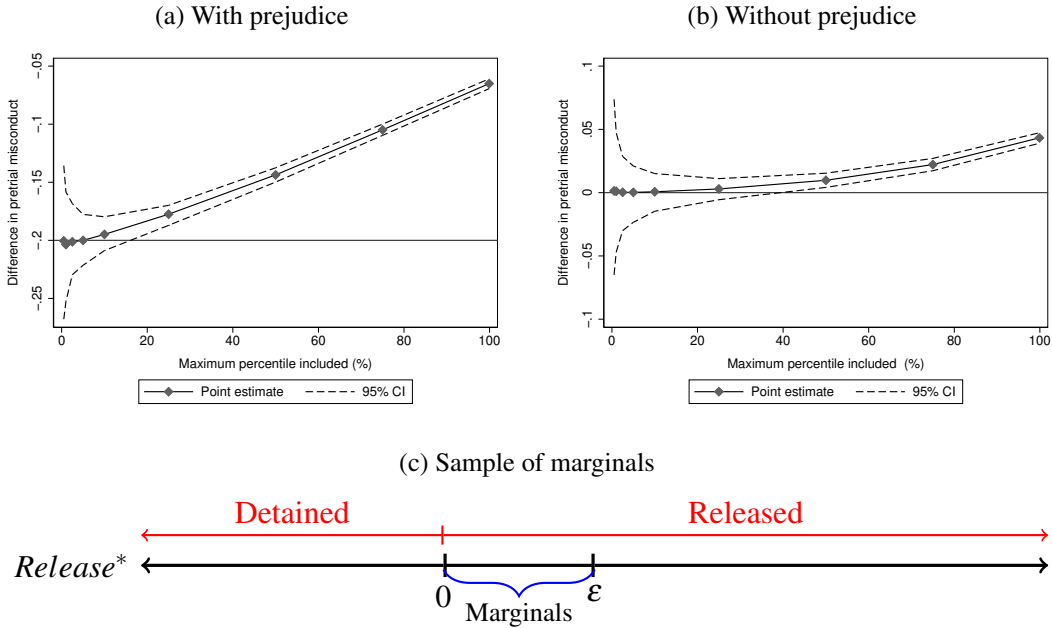 (a) With prejudice
Difference in pretrial misconduct
-.05
-.1
-.15
-.2
-.25
0
20
40
60
80
100
Maximum percentile included (%)
Point estimate
95% CI
(b) Without prejudice
Difference in pretrial misconduct
.1
.05
0
-.05
-.1
0
20
40
60
80
100
Maximum percentile included (%)
Point estimate
95% CI
(c) Sample of marginals
Detained
Released
Release*
0
ε
Marginals